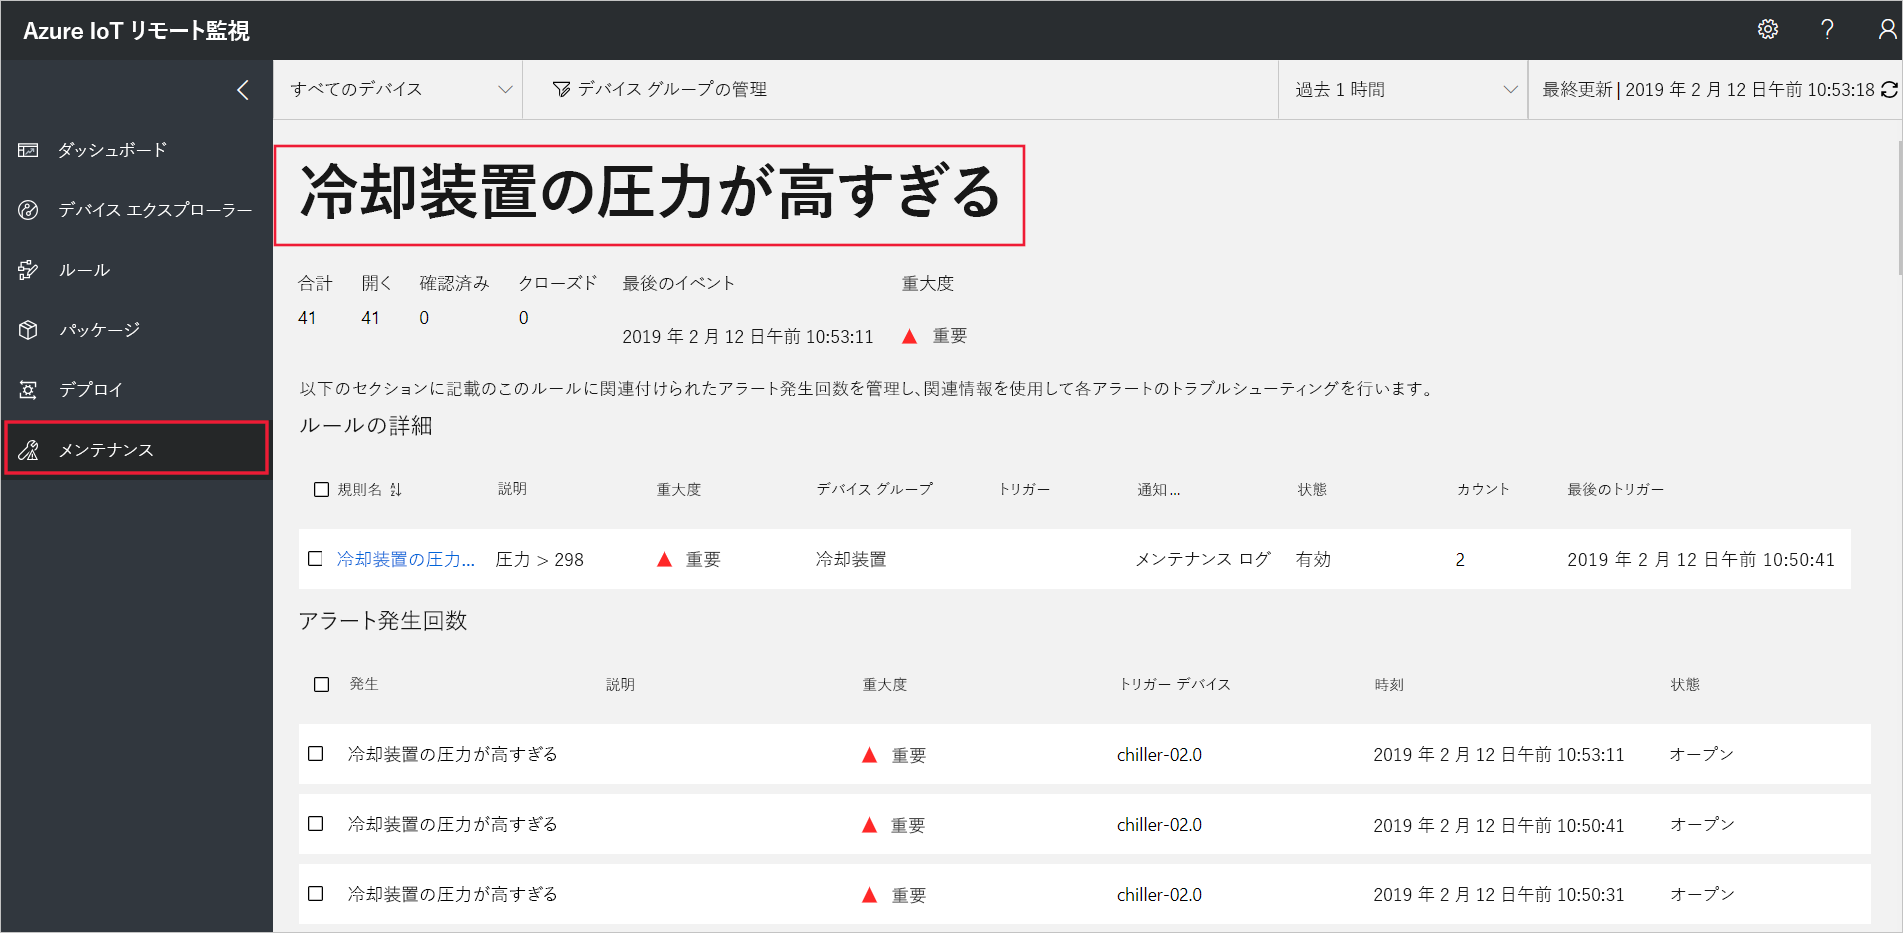 Azure IoT リモート監視
?
すべてのデバイス
デバイス グループの管理
過去 1 時間
最終更新 | 2019 年 2 月 12 日午前 10:53:18
ダッシュボード
デバイス エクスプローラー
ルール
パッケージ
デプロイ
メンテナンス
冷却装置の圧力が高すぎる
合計 開く 確認済み クローズド 最後のイベント 重大度
41 41 0 0
2019 年 2 月 12 日午前 10:53:11 重要
以下のセクションに記載のこのルールに関連付けられたアラート発生回数を管理し、関連情報を使用して各アラートのトラブルシューティングを行います。
ルールの詳細
規則名 説明 重大度 デバイス グループ トリガー 通知... 状態 カウント 最後のトリガー
冷却装置の圧力... 圧力 > 298 重要 冷却装置 メンテナンス ログ 有効 2 2019 年 2 月 12 日午前 10:50:41
アラート発生回数
発生 説明 重大度 トリガー デバイス 時刻 状態
冷却装置の圧力が高すぎる 重要 chiller-02.0 2019 年 2 月 12 日午前 10:53:11 オープン
冷却装置の圧力が高すぎる 重要 chiller-02.0 2019 年 2 月 12 日午前 10:50:41 オープン
冷却装置の圧力が高すぎる 重要 chiller-02.0 2019 年 2 月 12 日午前 10:50:31 オープン